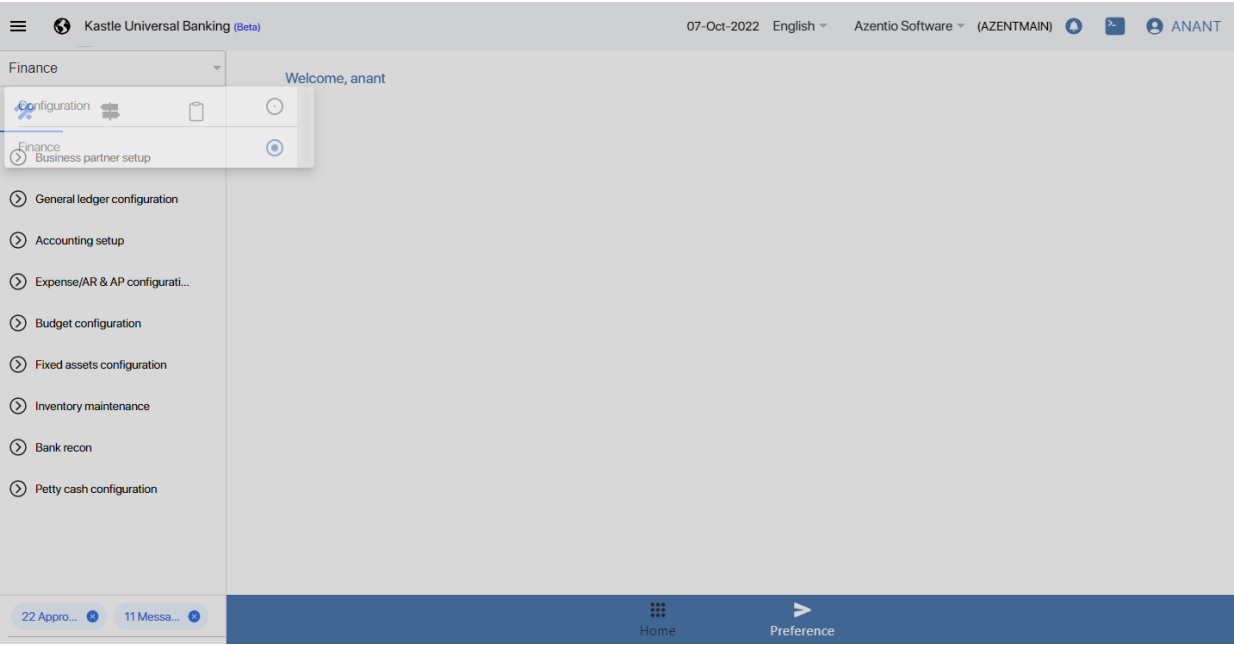 Kastle Universal Banking (Beta) 07-Oct-2022 English Azentio Software (AZENTMAIN) ANANT
Finance
Welcome, anant
Configuration
Finance
Business partner setup
General ledger configuration
Accounting setup
Expense/AR & AP configurati...
Budget configuration
Fixed assets configuration
Inventory maintenance
Bank recon
Petty cash configuration
22 Appro... 11 Messa...
Home Preference